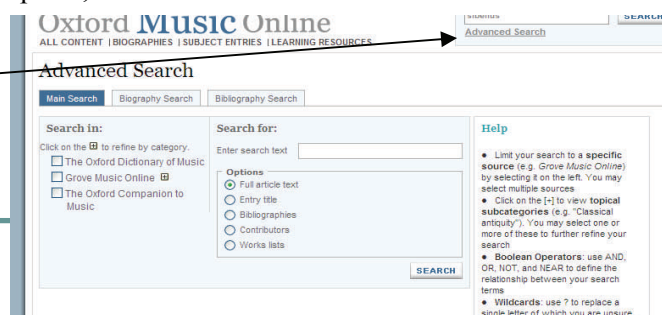 Oxford Music Online
sibelius
SEARCH
ALL CONTENT | BIOGRAPHIES | SUBJECT ENTRIES | LEARNING RESOURCES
Advanced Search
Advanced Search
Main Search
Biography Search
Bibliography Search
Search in:
Click on the ⊞ to refine by category.
The Oxford Dictionary of Music
Grove Music Online ⊞
The Oxford Companion to
Music
Search for:
Enter search text
Options
Full article text
Entry title
Bibliographies
Contributors
Works lists
SEARCH
Help
• Limit your search to a specific
source (e.g. Grove Music Online)
by selecting it on the left. You may
select multiple sources
• Click on the [+] to view topical
subcategories (e.g. "Classical
antiquity"). You may select one or
more of these to further refine your
search
• Boolean Operators: use AND,
OR, NOT, and NEAR to define the
relationship between your search
terms
• Wildcards: use ? to replace a
single letter of which you are unsure